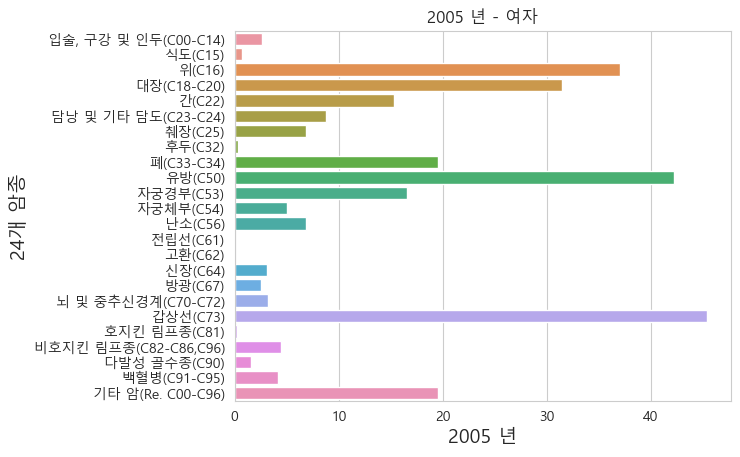 2005 년 - 여자
입술, 구강 및 인두(C00-C14)
식도(C15)
위(C16)
대장(C18-C20)
간(C22)
담낭 및 기타 담도(C23-C24)
췌장(C25)
후두(C32)
폐(C33-C34)
유방(C50)
자궁경부(C53)
자궁체부(C54)
난소(C56)
전립선(C61)
고환(C62)
신장(C64)
방광(C67)
뇌 및 중추신경계(C70-C72)
갑상선(C73)
호지킨 림프종(C81)
비호지킨 림프종(C82-C86,C96)
다발성 골수종(C90)
백혈병(C91-C95)
기타 암(Re. C00-C96)
24개 암종
0 10 20 30 40
2005 년